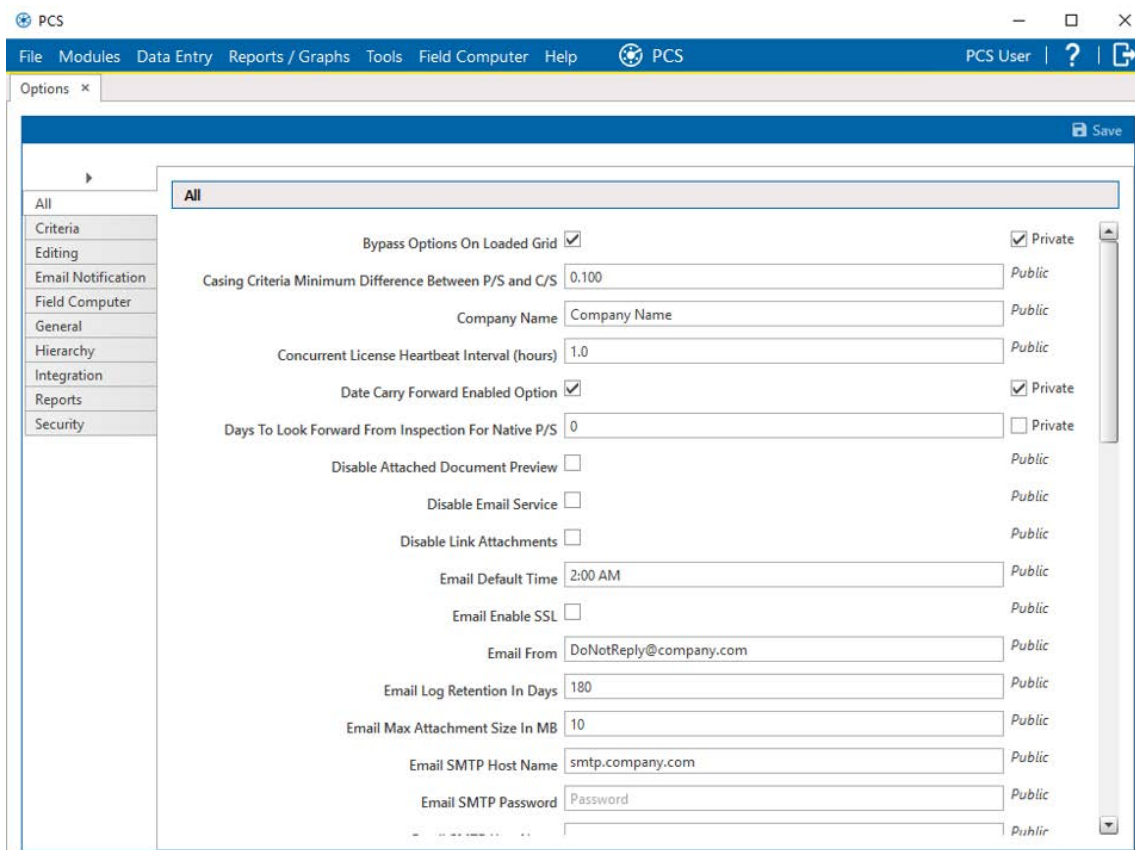 PCS
File Modules Data Entry Reports / Graphs Tools Field Computer Help PCS PCS User | ? |
Options ×
Save
All
Criteria
Editing
Email Notification
Field Computer
General
Hierarchy
Integration
Reports
Security
All
Bypass Options On Loaded Grid Private
Casing Criteria Minimum Difference Between P/S and C/S 0.100 Public
Company Name Company Name Public
Concurrent License Heartbeat Interval (hours) 1.0 Public
Date Carry Forward Enabled Option Private
Days To Look Forward From Inspection For Native P/S 0 Private
Disable Attached Document Preview Public
Disable Email Service Public
Disable Link Attachments Public
Email Default Time 2:00 AM Public
Email Enable SSL Public
Email From DoNotReply@company.com Public
Email Log Retention In Days 180 Public
Email Max Attachment Size In MB 10 Public
Email SMTP Host Name smtp.company.com Public
Email SMTP Password Password Public
Public